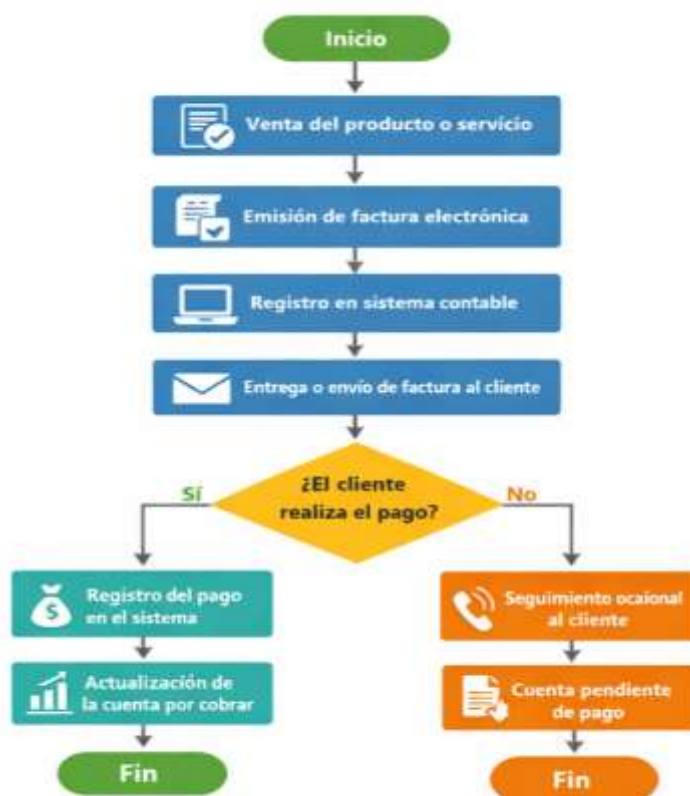 Inicio
Venta del producto o servicio
Emisión de factura electrónica
Registro en sistema contable
Entrega o envío de factura al cliente
¿El cliente
realiza el pago?
Sí
No
Registro del pago
en el sistema
Actualización de
la cuenta por cobrar
Fin
Seguimiento ocaional
al cliente
Cuenta pendiente
de pago
Fin